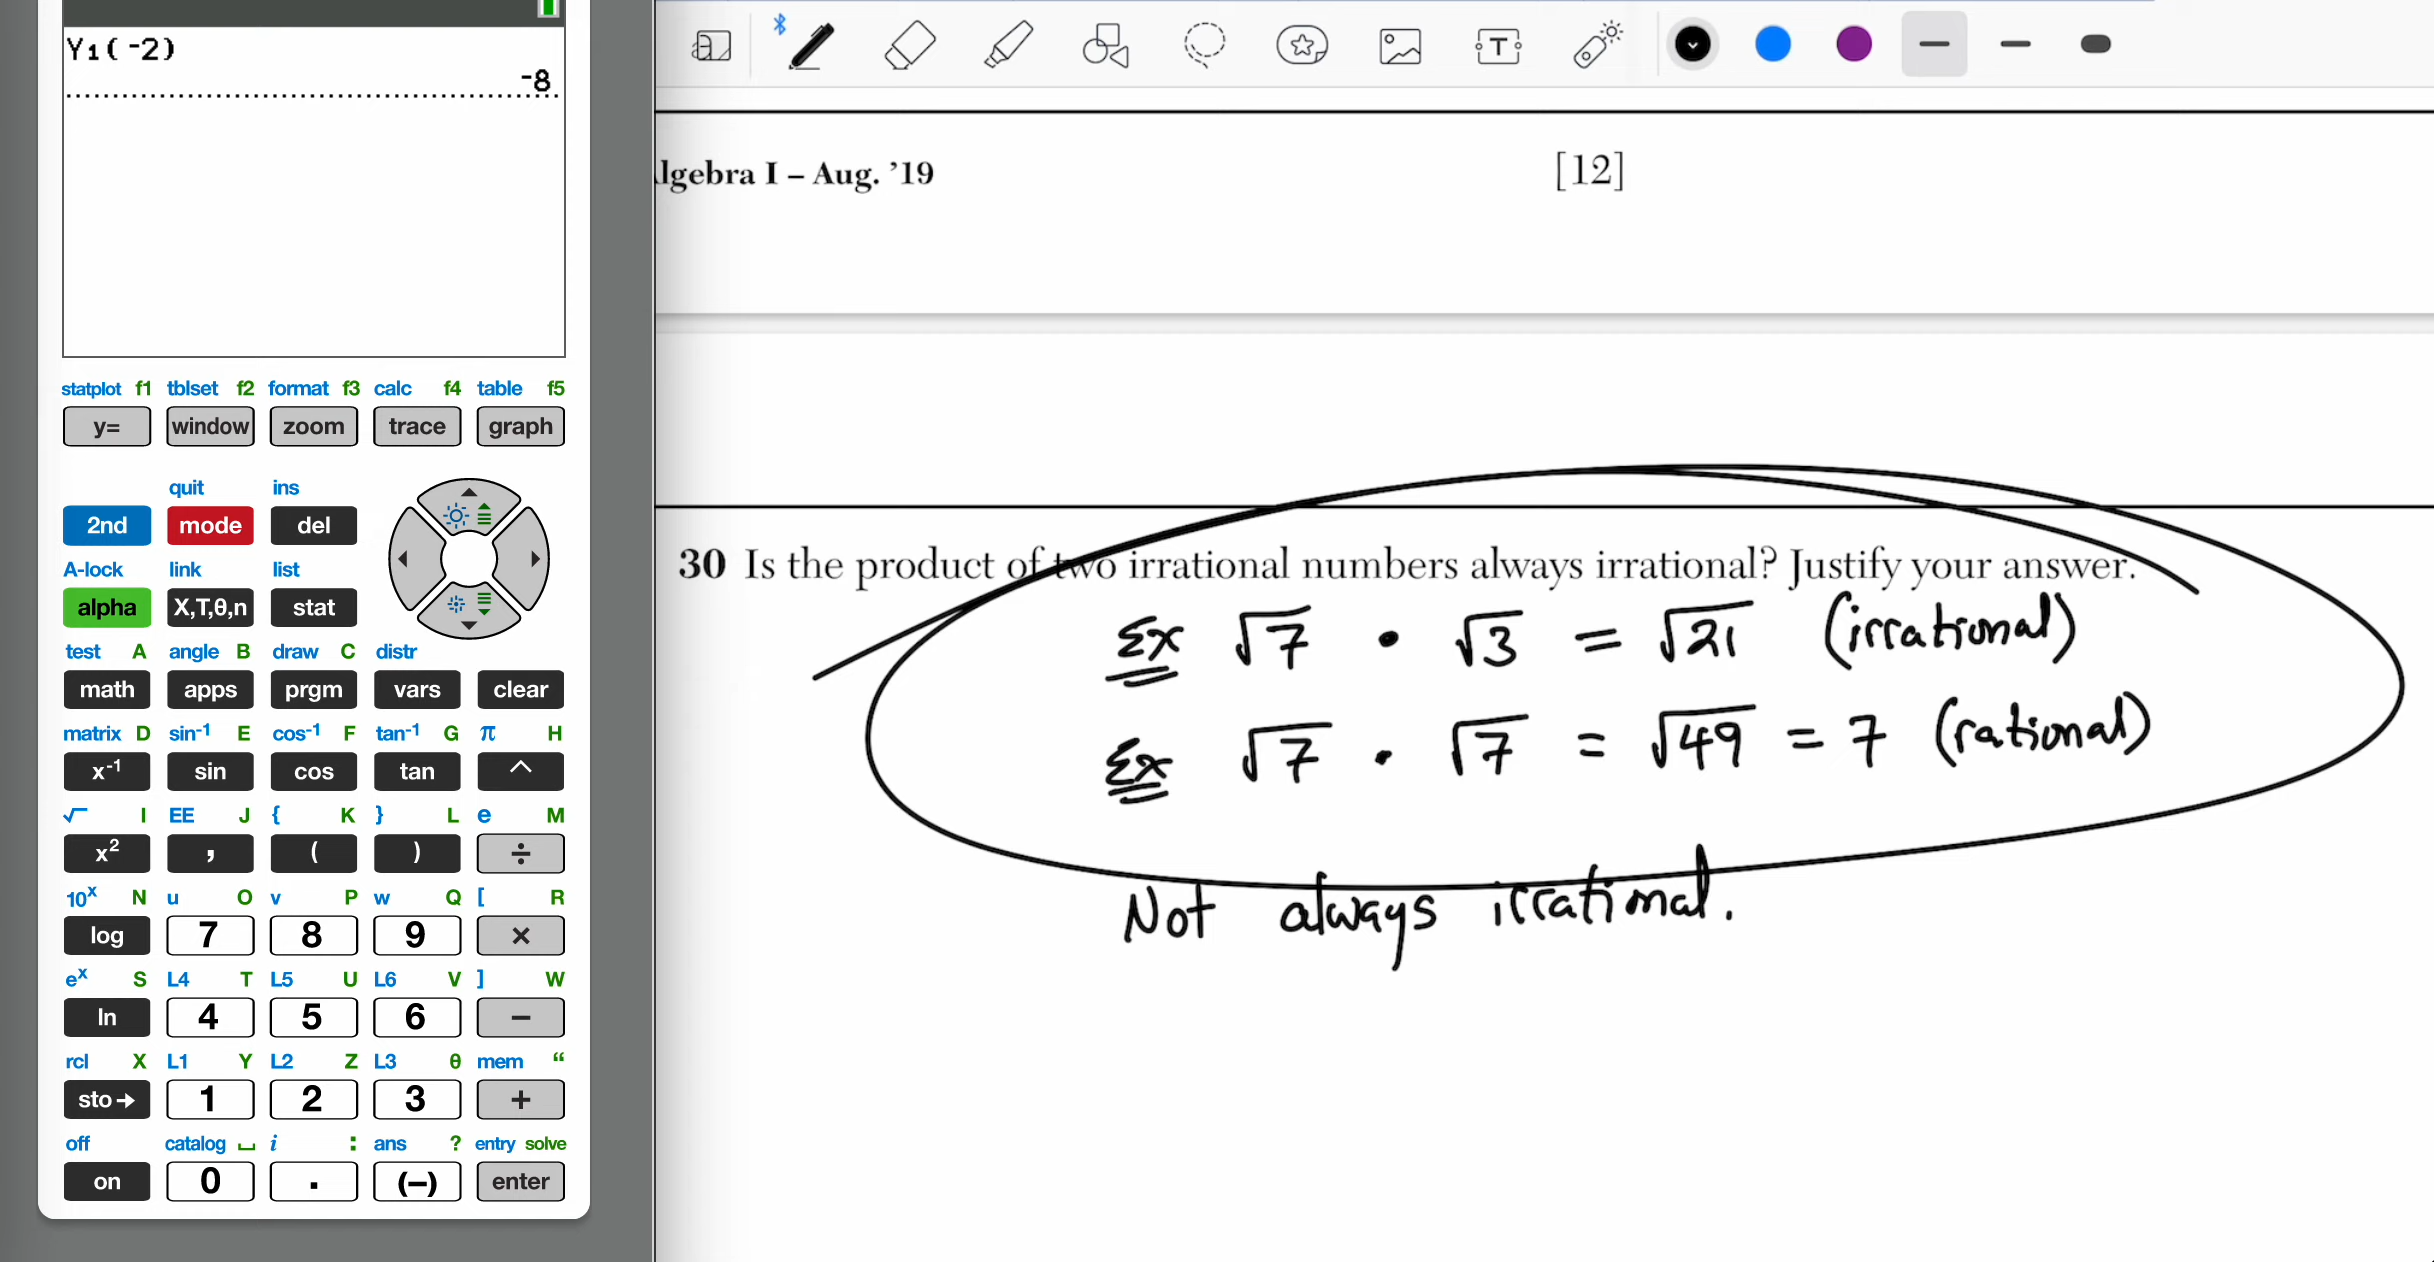 Y1(-2)
-8
statplot f1 tblset f2 format f3 calc f4 table f5
y= window zoom trace graph
quit ins
2nd mode del
A-lock link list
alpha X,T,θ,n stat
test A angle B draw C distr
math apps prgm vars clear
matrix D sin⁻¹ E cos⁻¹ F tan⁻¹ G π H
x⁻¹ sin cos tan ^
√ I EE J { K } L e M
x² , ( ) ÷
10ˣ N u O v P w Q [ R
log 7 8 9 ×
eˣ S L4 T L5 U L6 V ] W
ln 4 5 6 −
rcl X L1 Y L2 Z L3 θ mem “
sto→ 1 2 3 +
off catalog ⎵ i : ans ? entry solve
on 0 . (−) enter
a T
lgebra I – Aug. ’19 [12]
30 Is the product of two irrational numbers always irrational? Justify your answer.
Ex √7 · √3 = √21 (irrational)
Ex √7 · √7 = √49 = 7 (rational)
Not always irrational.